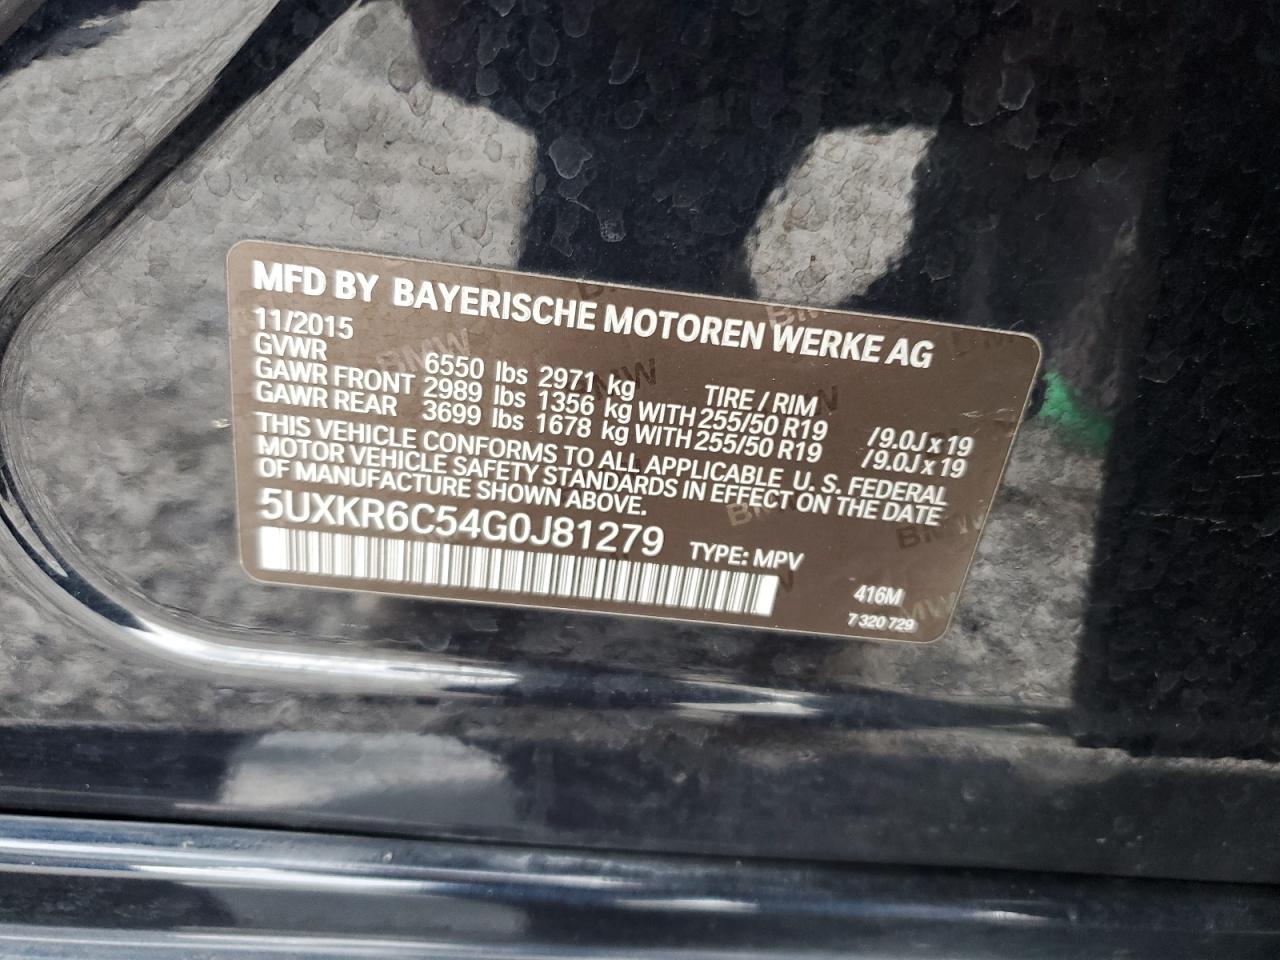 MFD BY BAYERISCHE MOTOREN WERKE AG
11/2015
GVWR 6550 lbs 2971 kg TIRE / RIM
GAWR FRONT 2989 lbs 1356 kg WITH 255/50 R19 / 9.0J x 19
GAWR REAR 3699 lbs 1678 kg WITH 255/50 R19 / 9.0J x 19
THIS VEHICLE CONFORMS TO ALL APPLICABLE U. S. FEDERAL
MOTOR VEHICLE SAFETY STANDARDS IN EFFECT ON THE DATE
OF MANUFACTURE SHOWN ABOVE.
5UXKR6C54G0J81279 TYPE: MPV
416M
7 320 729